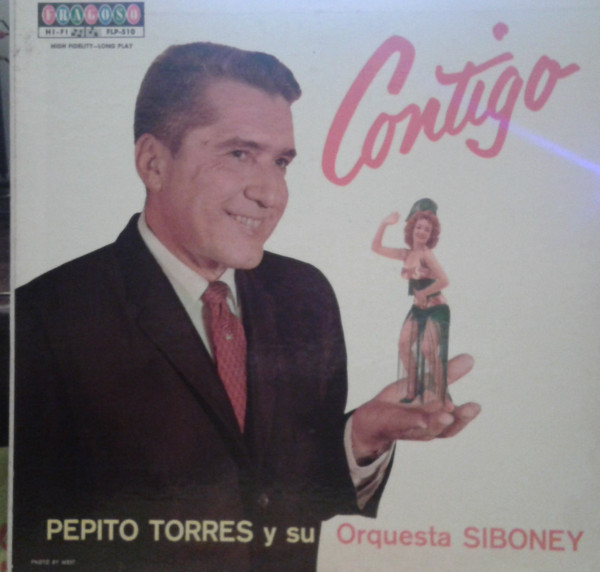 FRAGOSO
HI-FI FLP-510
HIGH FIDELITY—LONG PLAY
Contigo
PEPITO TORRES y su Orquesta SIBONEY